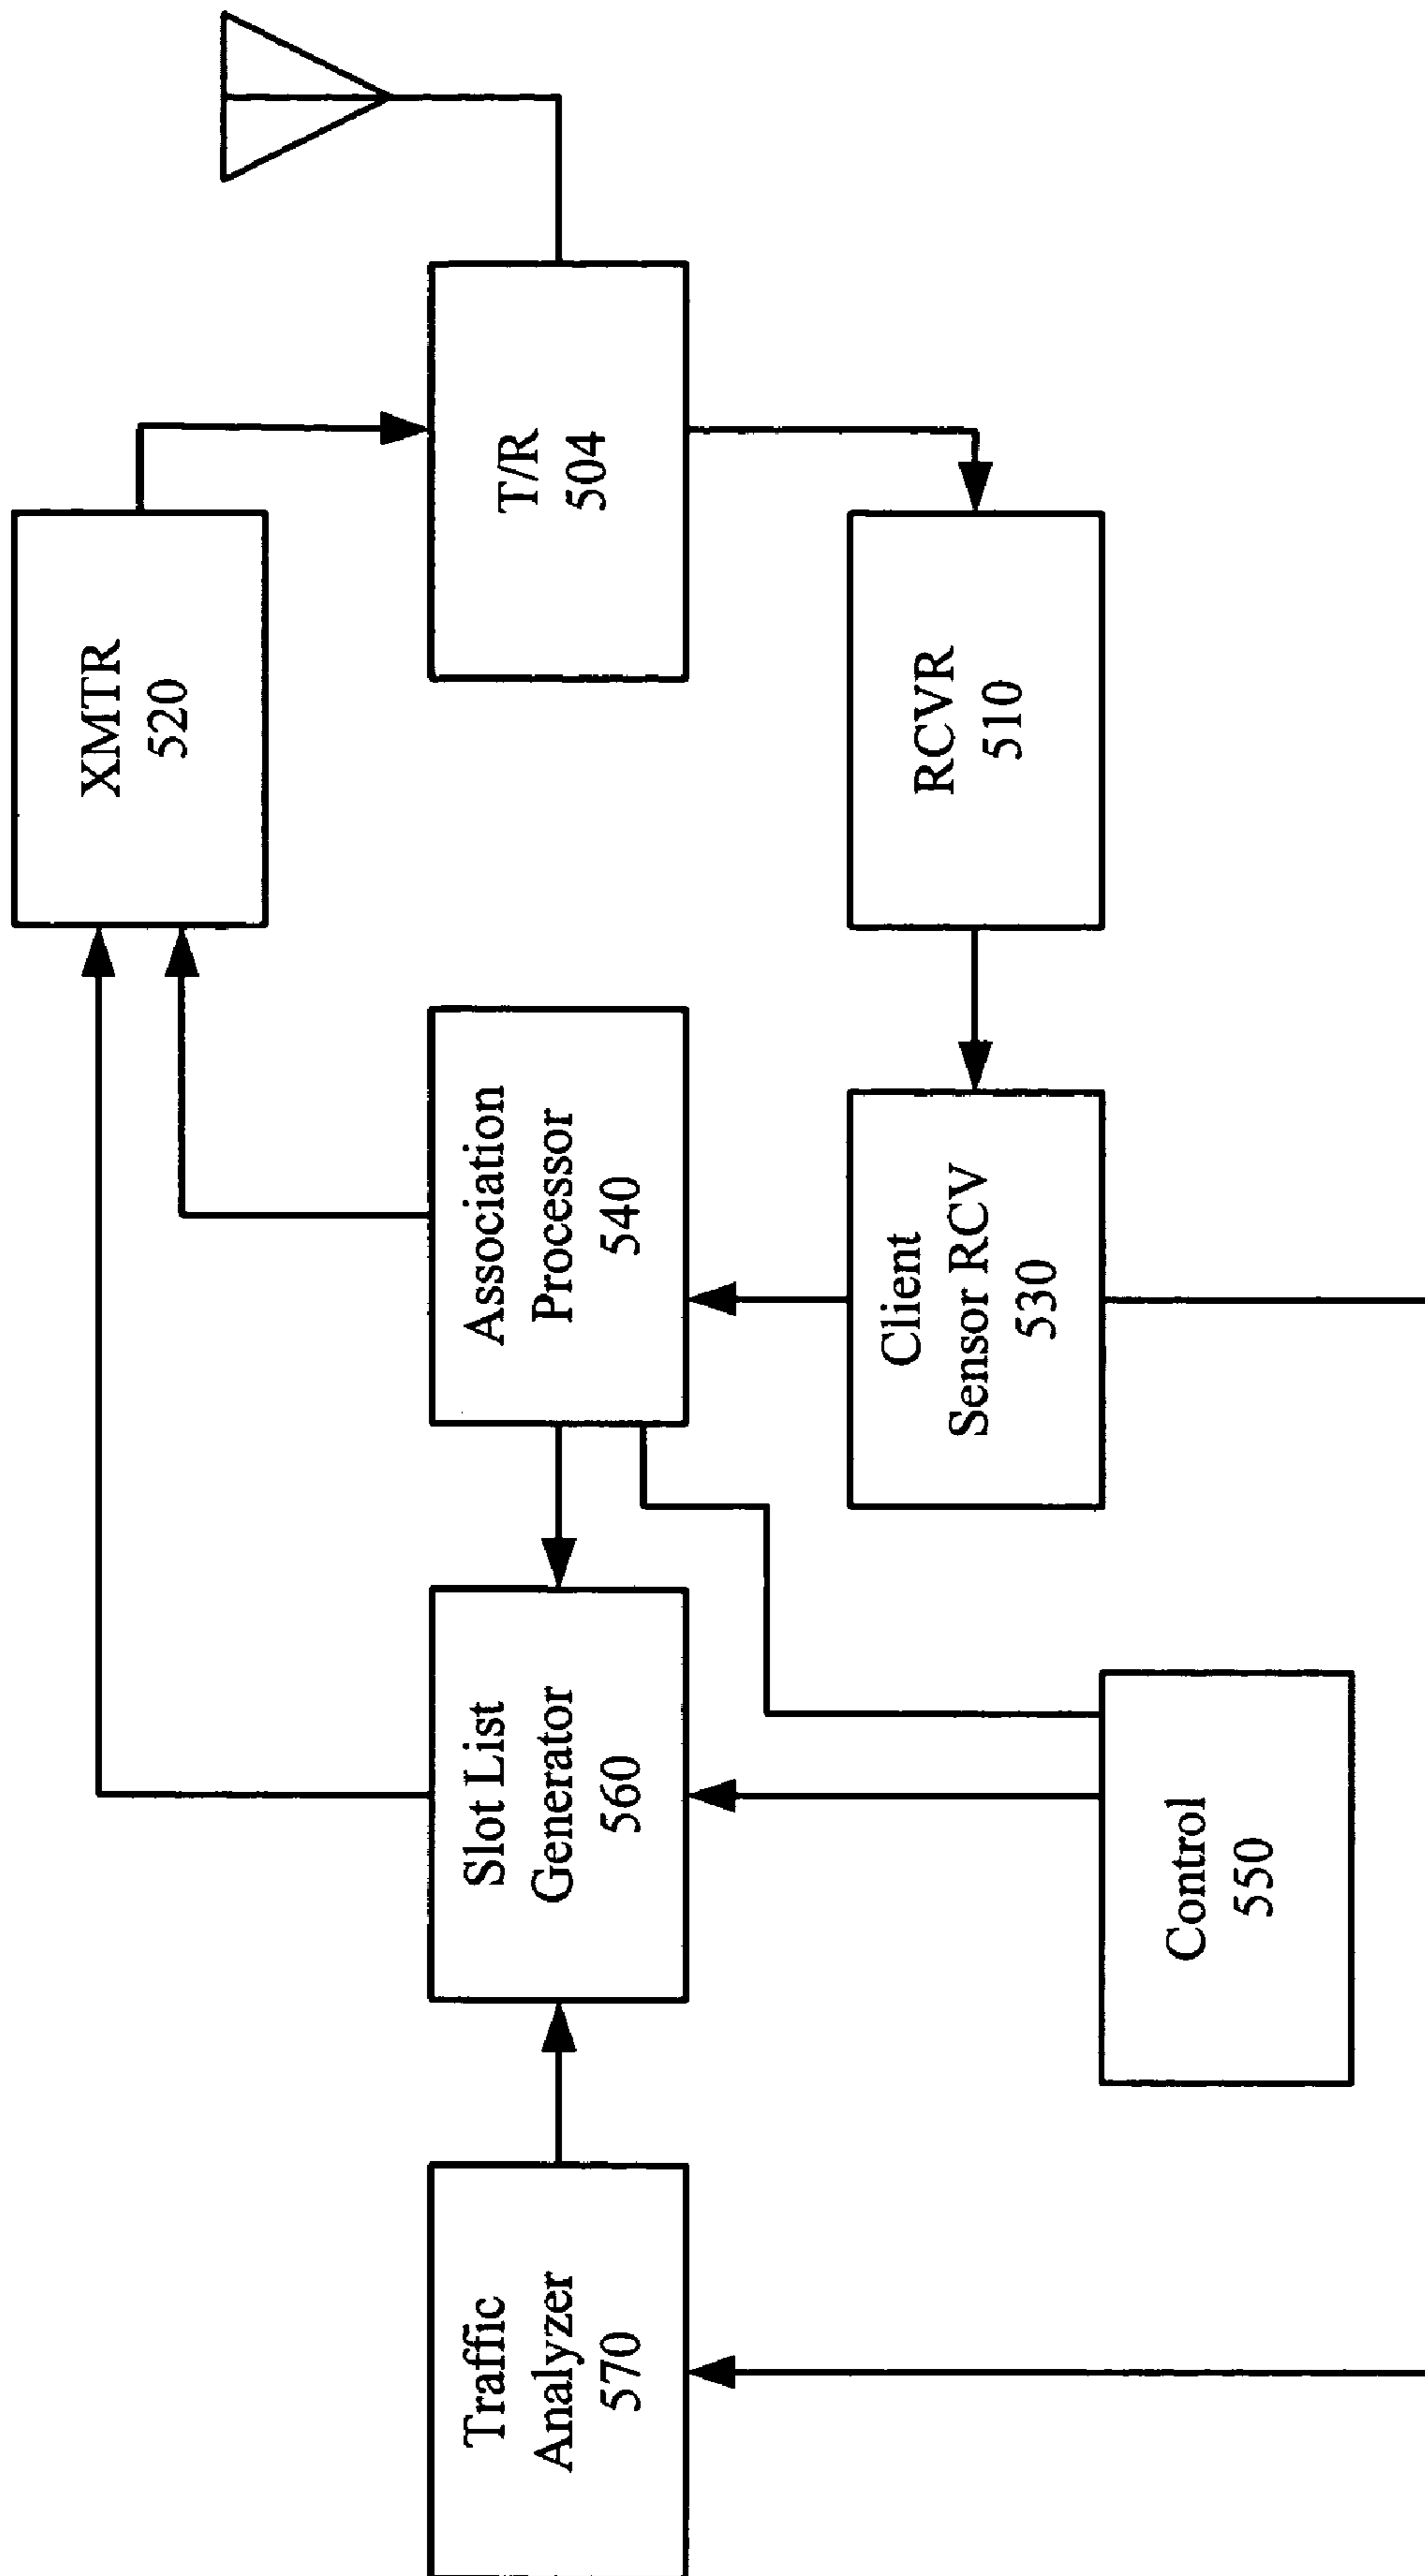 XMTR
520
T/R
504
RCVR
510
Association
Processor
540
Client
Sensor RCV
530
Slot List
Generator
560
Control
550
Traffic
Analyzer
570